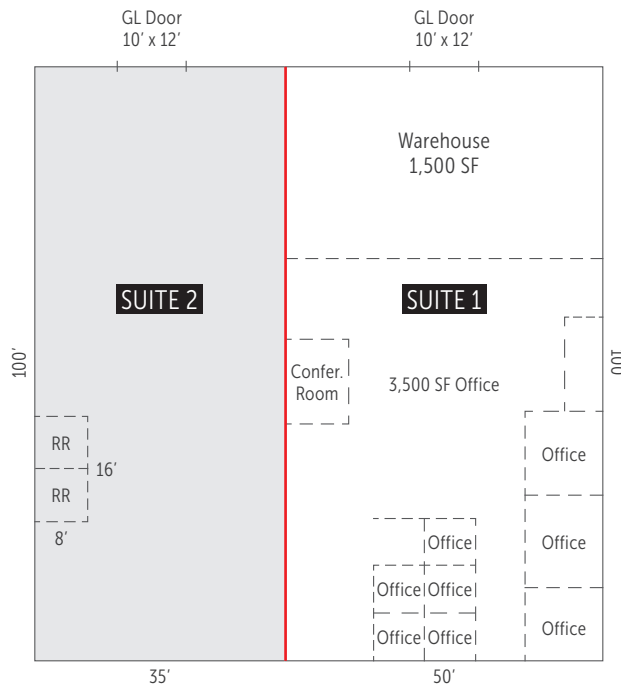 GL Door
10’ x 12’
GL Door
10’ x 12’
Warehouse
1,500 SF
SUITE 2
SUITE 1
100’
100
Confer.
Room
3,500 SF Office
RR
16’
RR
8’
Office
Office
Office
Office
Office
Office
Office
Office
35’
50’